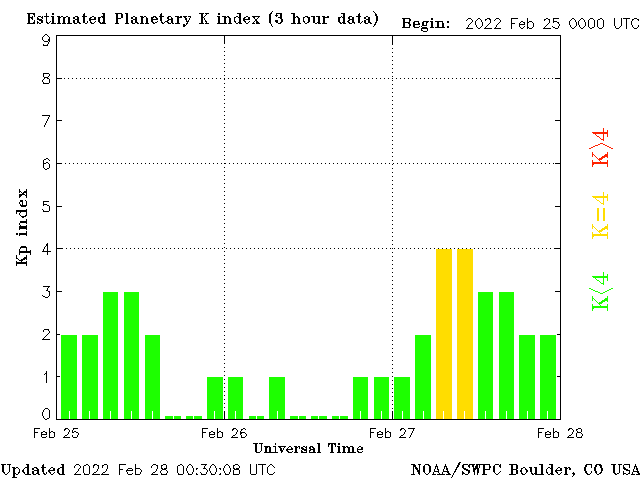 Estimated Planetary K index (3 hour data) Begin: 2022 Feb 25 0000 UTC
9
8
7
6
5
4
3
2
1
0
Kp index
K>4
K=4
K<4
Feb 25 Feb 26 Feb 27 Feb 28
Universal Time
Updated 2022 Feb 28 00:30:08 UTC NOAA/SWPC Boulder, CO USA